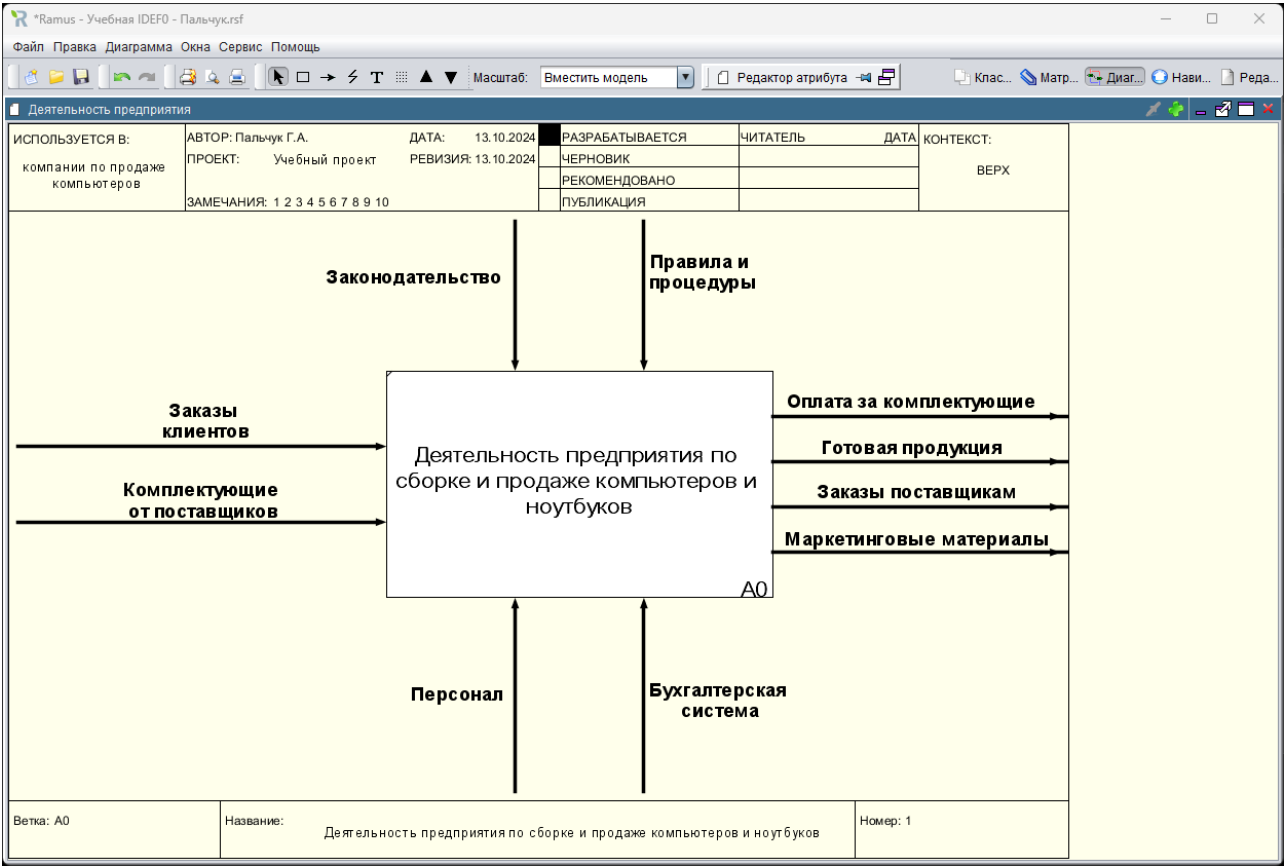 *Ramus - Учебная IDEF0 - Пальчук.rsf
Файл Правка Диаграмма Окна Сервис Помощь
Масштаб: Вместить модель Редактор атрибута Клас... Матр... Диаг... Нави... Реда...
Деятельность предприятия
ИСПОЛЬЗУЕТСЯ В:
компании по продаже
компьютеров
АВТОР: Пальчук Г.А. ДАТА: 13.10.2024
ПРОЕКТ: Учебный проект РЕВИЗИЯ: 13.10.2024
ЗАМЕЧАНИЯ: 1 2 3 4 5 6 7 8 9 10
РАЗРАБАТЫВАЕТСЯ
ЧЕРНОВИК
РЕКОМЕНДОВАНО
ПУБЛИКАЦИЯ
ЧИТАТЕЛЬ ДАТА
КОНТЕКСТ:
ВЕРХ
Законодательство
Правила и
процедуры
Заказы
клиентов
Комплектующие
от поставщиков
Деятельность предприятия по
сборке и продаже компьютеров и
ноутбуков
A0
Оплата за комплектующие
Готовая продукция
Заказы поставщикам
Маркетинговые материалы
Персонал
Бухгалтерская
система
Ветка: A0
Название:
Деятельность предприятия по сборке и продаже компьютеров и ноутбуков
Номер: 1